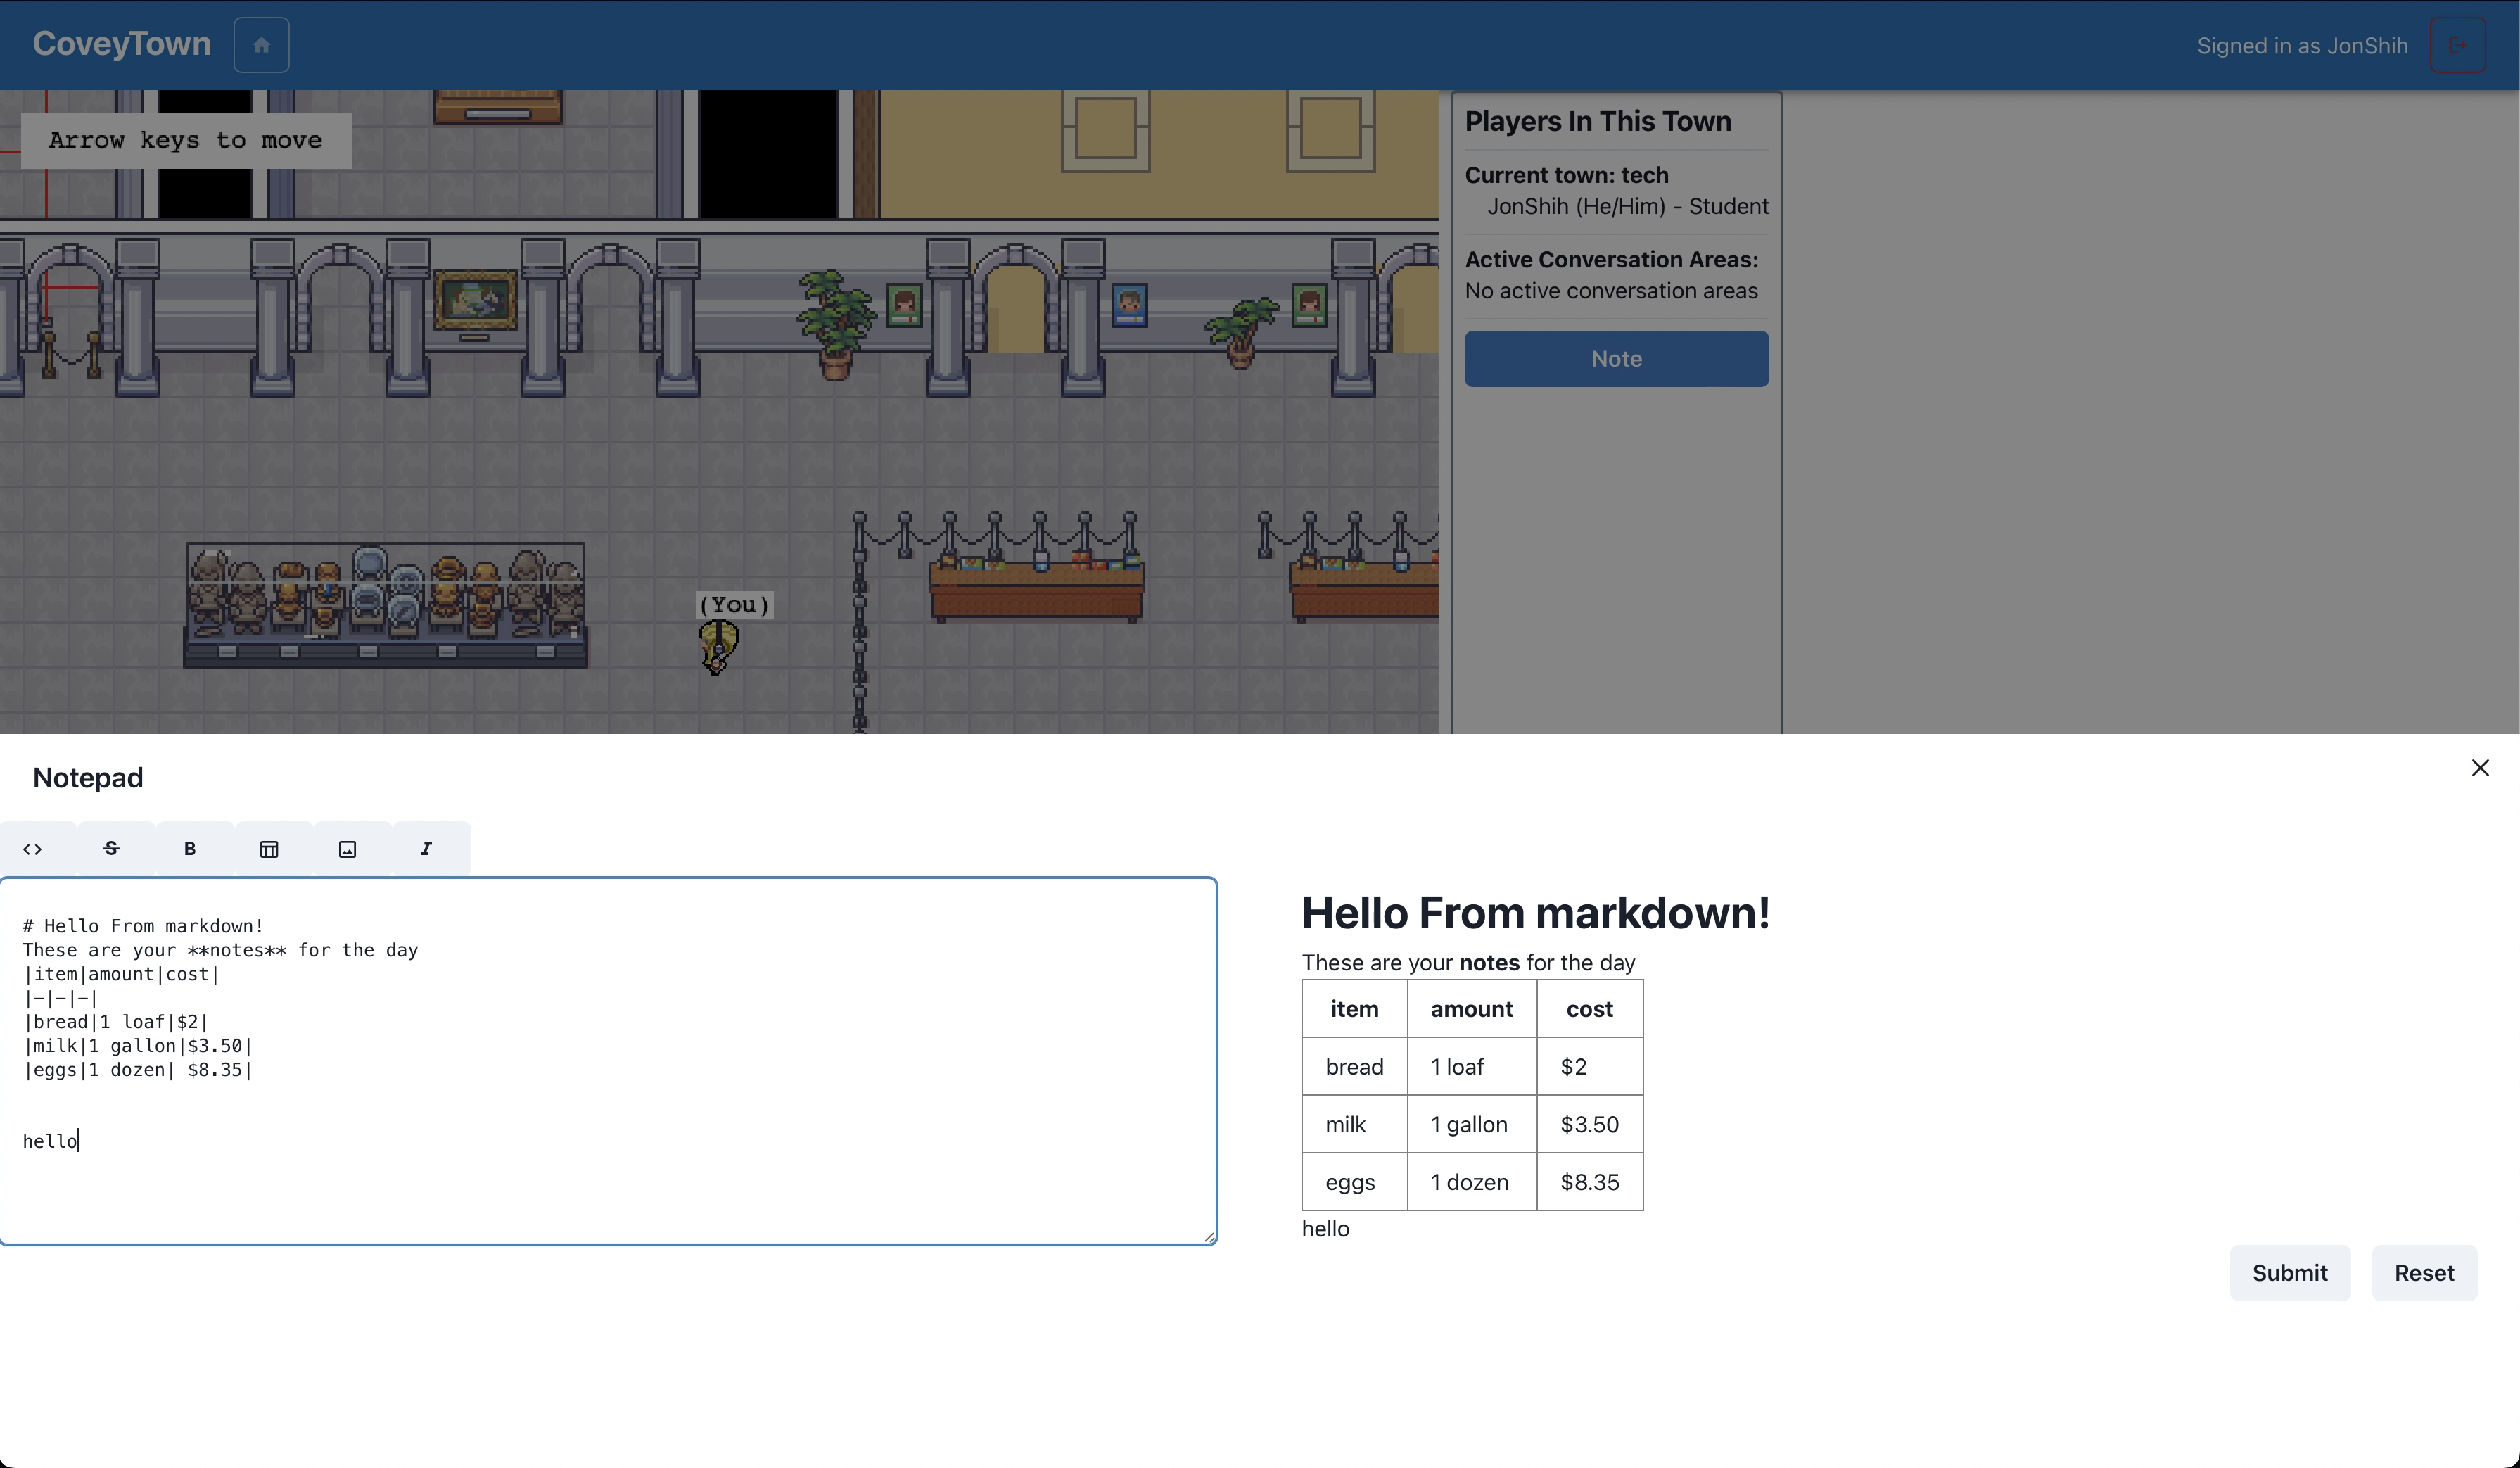 CoveyTown
Signed in as JonShih
Arrow keys to move
Players In This Town
Current town: tech
JonShih (He/Him) - Student
Active Conversation Areas:
No active conversation areas
Note
(You)
Notepad
B
I
# Hello From markdown!
These are your **notes** for the day
|item|amount|cost|
|-|-|-|
|bread|1 loaf|$2|
|milk|1 gallon|$3.50|
|eggs|1 dozen| $8.35|
hello
Hello From markdown!
These are your notes for the day
item amount cost
bread 1 loaf $2
milk 1 gallon $3.50
eggs 1 dozen $8.35
hello
Submit Reset